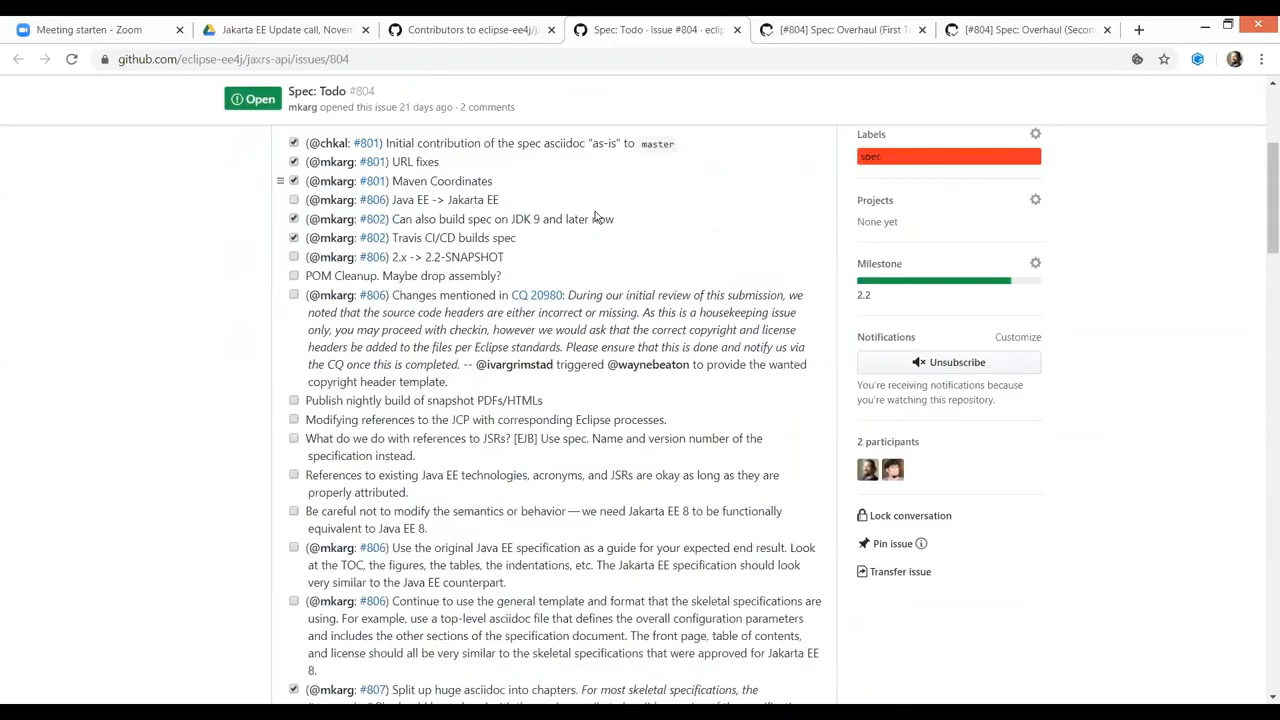 Meeting starten - Zoom
Jakarta EE Update call, Novem
Contributors to eclipse-ee4j/j
Spec: Todo · Issue #804 · eclip
[#804] Spec: Overhaul (First T
[#804] Spec: Overhaul (Secon
github.com/eclipse-ee4j/jaxrs-api/issues/804
Open
Spec: Todo #804
mkarg opened this issue 21 days ago · 2 comments
(@chkal: #801) Initial contribution of the spec asciidoc "as-is" to master
(@mkarg: #801) URL fixes
(@mkarg: #801) Maven Coordinates
(@mkarg: #806) Java EE -> Jakarta EE
(@mkarg: #802) Can also build spec on JDK 9 and later now
(@mkarg: #802) Travis CI/CD builds spec
(@mkarg: #806) 2.x -> 2.2-SNAPSHOT
POM Cleanup. Maybe drop assembly?
(@mkarg: #806) Changes mentioned in CQ 20980: During our initial review of this submission, we
noted that the source code headers are either incorrect or missing. As this is a housekeeping issue
only, you may proceed with checkin, however we would ask that the correct copyright and license
headers be added to the files per Eclipse standards. Please ensure that this is done and notify us via
the CQ once this is completed. -- @ivargrimstad triggered @waynebeaton to provide the wanted
copyright header template.
Publish nightly build of snapshot PDFs/HTMLs
Modifying references to the JCP with corresponding Eclipse processes.
What do we do with references to JSRs? [EJB] Use spec. Name and version number of the
specification instead.
References to existing Java EE technologies, acronyms, and JSRs are okay as long as they are
properly attributed.
Be careful not to modify the semantics or behavior — we need Jakarta EE 8 to be functionally
equivalent to Java EE 8.
(@mkarg: #806) Use the original Java EE specification as a guide for your expected end result. Look
at the TOC, the figures, the tables, the indentations, etc. The Jakarta EE specification should look
very similar to the Java EE counterpart.
(@mkarg: #806) Continue to use the general template and format that the skeletal specifications are
using. For example, use a top-level asciidoc file that defines the overall configuration parameters
and includes the other sections of the specification document. The front page, table of contents,
and license should all be very similar to the skeletal specifications that were approved for Jakarta EE
8.
(@mkarg: #807) Split up huge asciidoc into chapters. For most skeletal specifications, the
Labels
spec
Projects
None yet
Milestone
2.2
Notifications
Customize
Unsubscribe
You're receiving notifications because
you're watching this repository.
2 participants
Lock conversation
Pin issue
Transfer issue